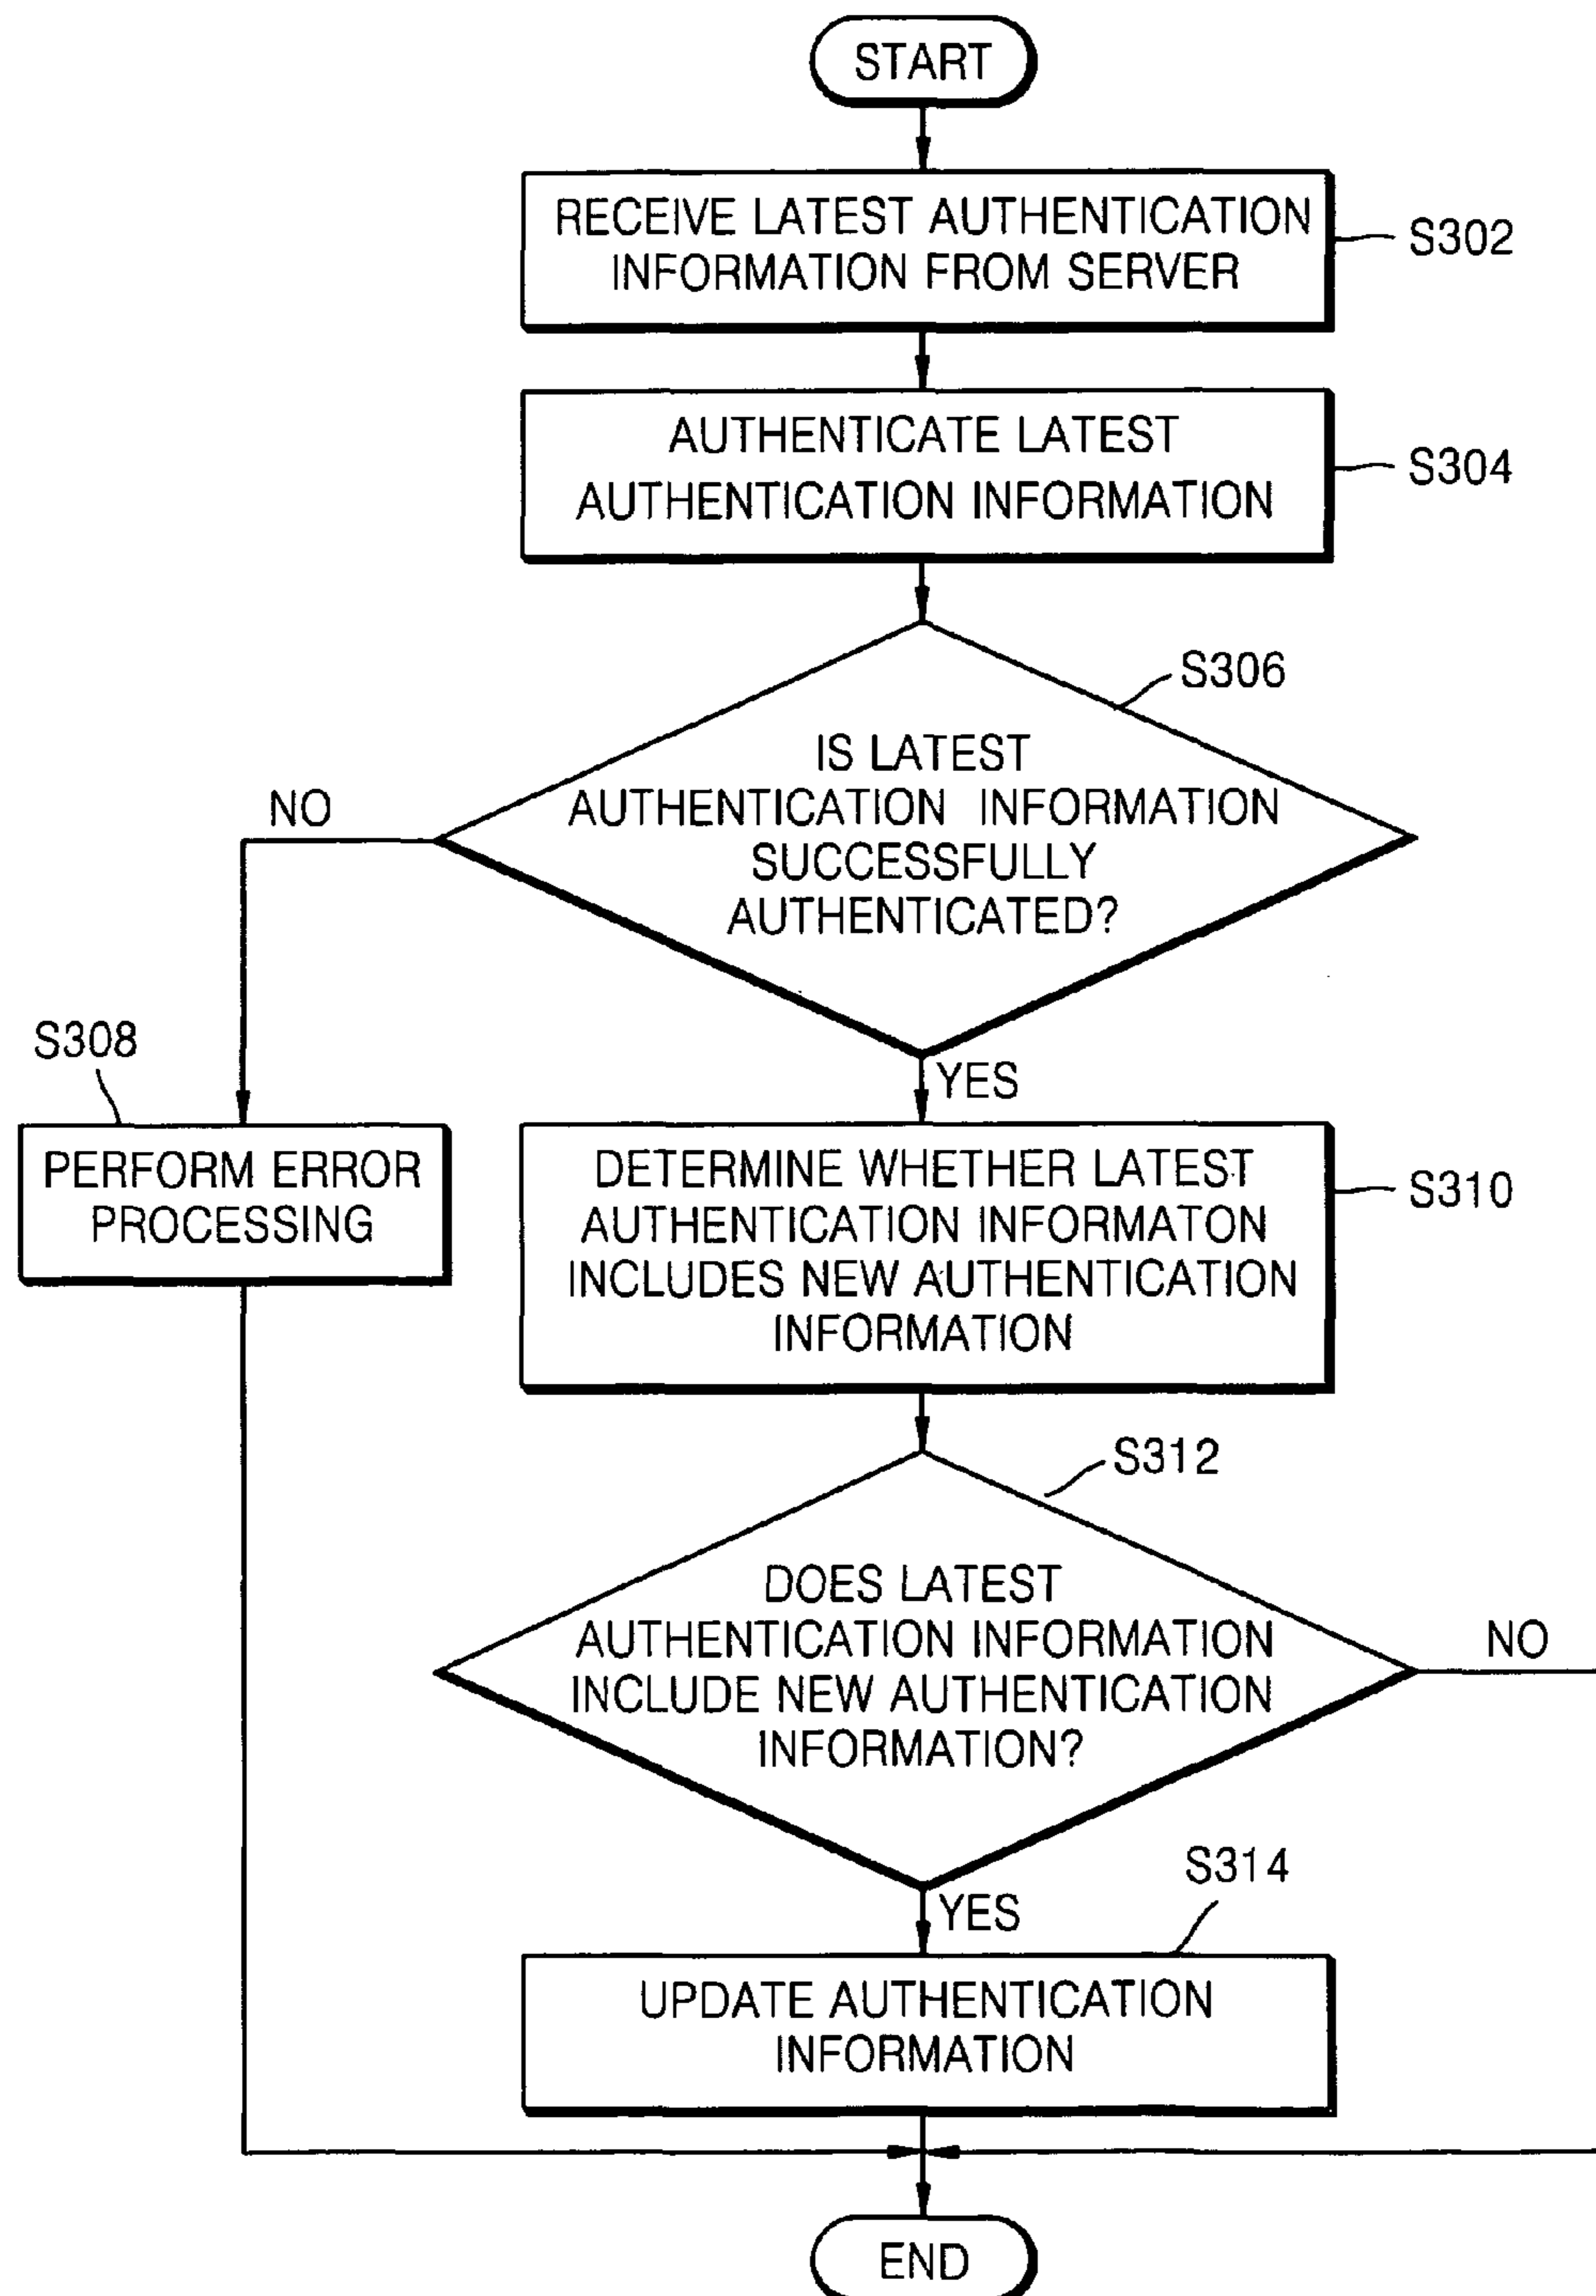 START
RECEIVE LATEST AUTHENTICATION
INFORMATION FROM SERVER
S302
AUTHENTICATE LATEST
AUTHENTICATION INFORMATION
S304
S306
IS LATEST
AUTHENTICATION INFORMATION
SUCCESSFULLY
AUTHENTICATED?
NO
YES
S308
PERFORM ERROR
PROCESSING
DETERMINE WHETHER LATEST
AUTHENTICATION INFORMATON
INCLUDES NEW AUTHENTICATION
INFORMATION
S310
S312
DOES LATEST
AUTHENTICATION INFORMATION
INCLUDE NEW AUTHENTICATION
INFORMATION?
NO
YES
S314
UPDATE AUTHENTICATION
INFORMATION
END